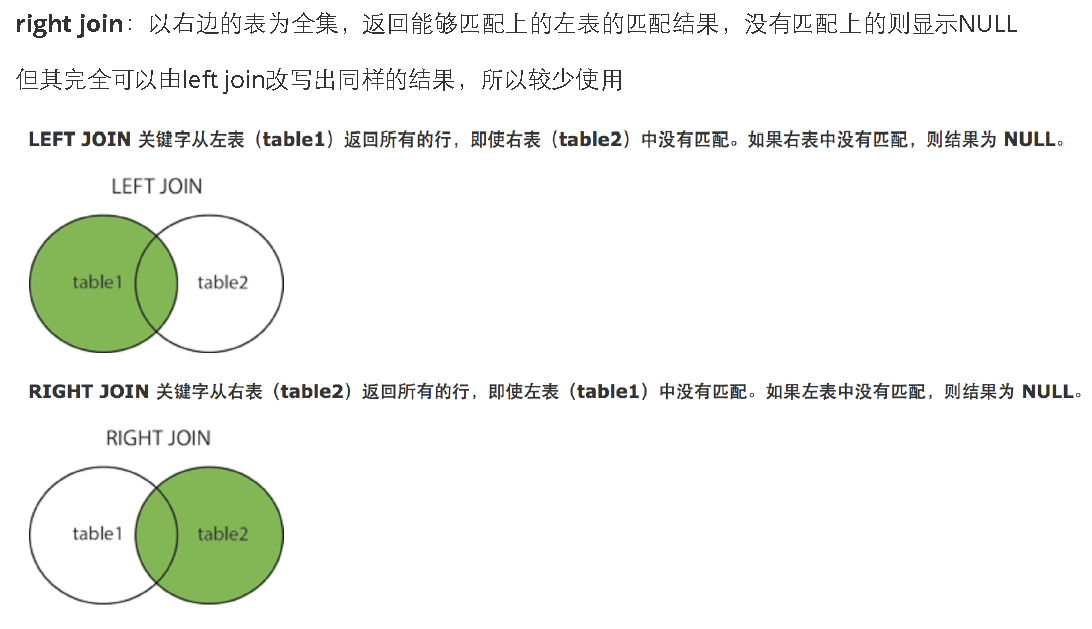 right join：以右边的表为全集，返回能够匹配上的左表的匹配结果，没有匹配上的则显示NULL
但其完全可以由left join改写出同样的结果，所以较少使用
LEFT JOIN 关键字从左表（table1）返回所有的行，即使右表（table2）中没有匹配。如果右表中没有匹配，则结果为 NULL。
LEFT JOIN
table1
table2
RIGHT JOIN 关键字从右表（table2）返回所有的行，即使左表（table1）中没有匹配。如果左表中没有匹配，则结果为 NULL。
RIGHT JOIN
table1
table2